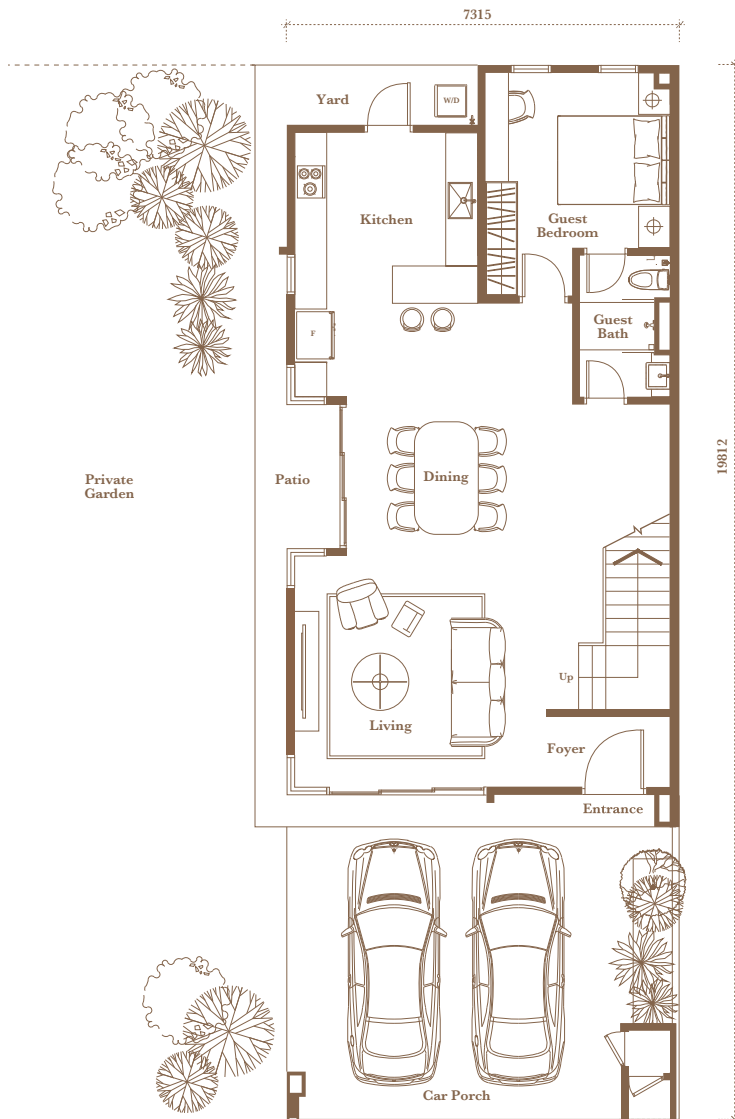 7315
Yard
W/D
Kitchen
Guest
Bedroom
F
Guest
Bath
19812
Private
Garden
Patio
Dining
Up
Living
Foyer
Entrance
Car Porch